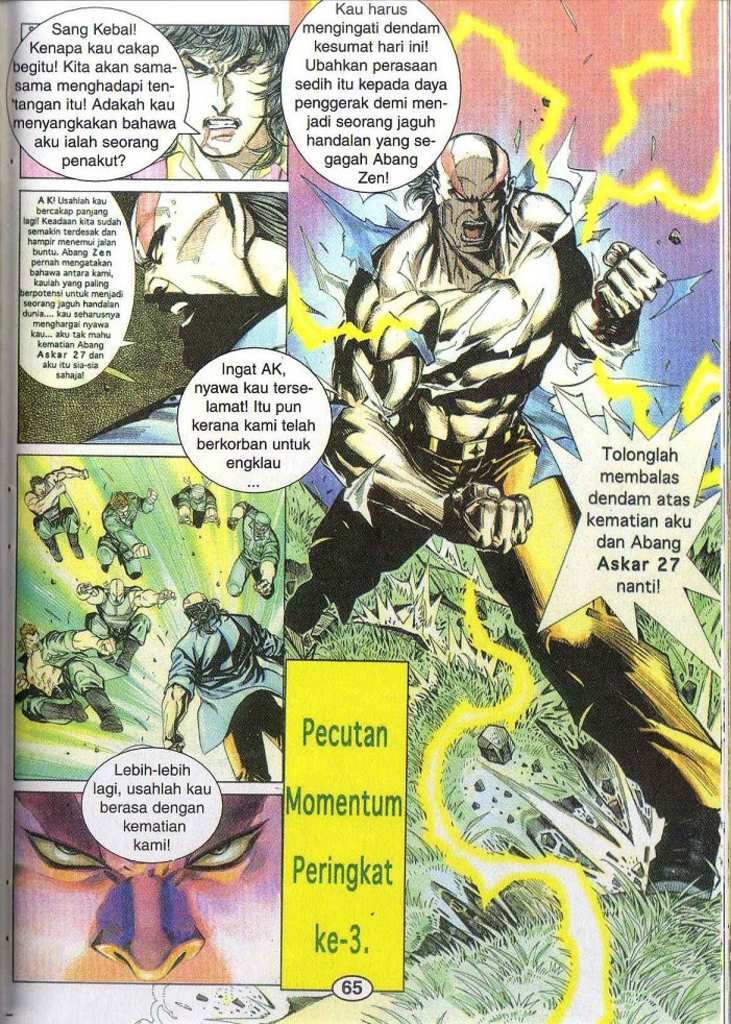 Sang Kebal!
Kenapa kau cakap
begitu! Kita akan sama-
sama menghadapi ten-
tangan itu! Adakah kau
menyangkakan bahawa
aku ialah seorang
penakut?
Kau harus
mengingati dendam
kesumat hari ini!
Ubahkan perasaan
sedih itu kepada daya
penggerak demi men-
jadi seorang jaguh
handalan yang se-
gagah Abang
Zen!
A K! Usahlah kau
bercakap panjang
lagi! Keadaan kita sudah
semakin terdesak dan
hampir menemui jalan
buntu. Abang Zen
pernah mengatakan
bahawa antara kami,
kaulah yang paling
berpotensi untuk menjadi
seorang jaguh handalan
dunia.... kau seharusnya
menghargai nyawa
kau... aku tak mahu
kematian Abang
Askar 27 dan
aku itu sia-sia
sahaja!
Ingat AK,
nyawa kau terse-
lamat! Itu pun
kerana kami telah
berkorban untuk
engklau
...
Tolonglah
membalas
dendam atas
kematian aku
dan Abang
Askar 27
nanti!
Lebih-lebih
lagi, usahlah kau
berasa dengan
kematian
kami!
Pecutan
Momentum
Peringkat
ke-3.
65